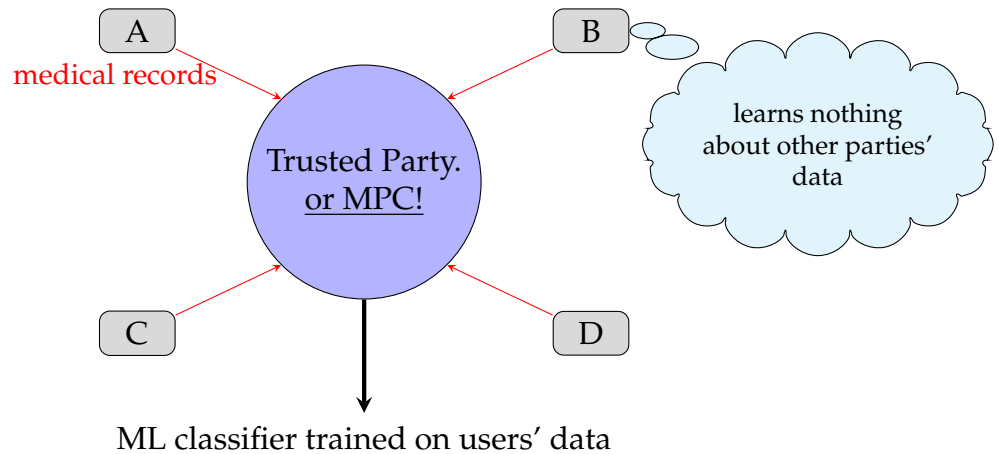 A
B
medical records
learns nothing
about other parties’
data
Trusted Party.
or MPC!
C
D
ML classifier trained on users’ data